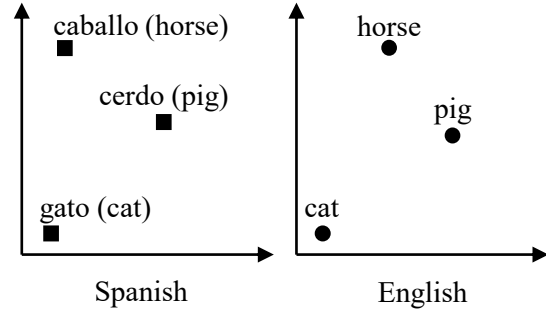 caballo (horse)
cerdo (pig)
gato (cat)
Spanish
horse
pig
cat
English